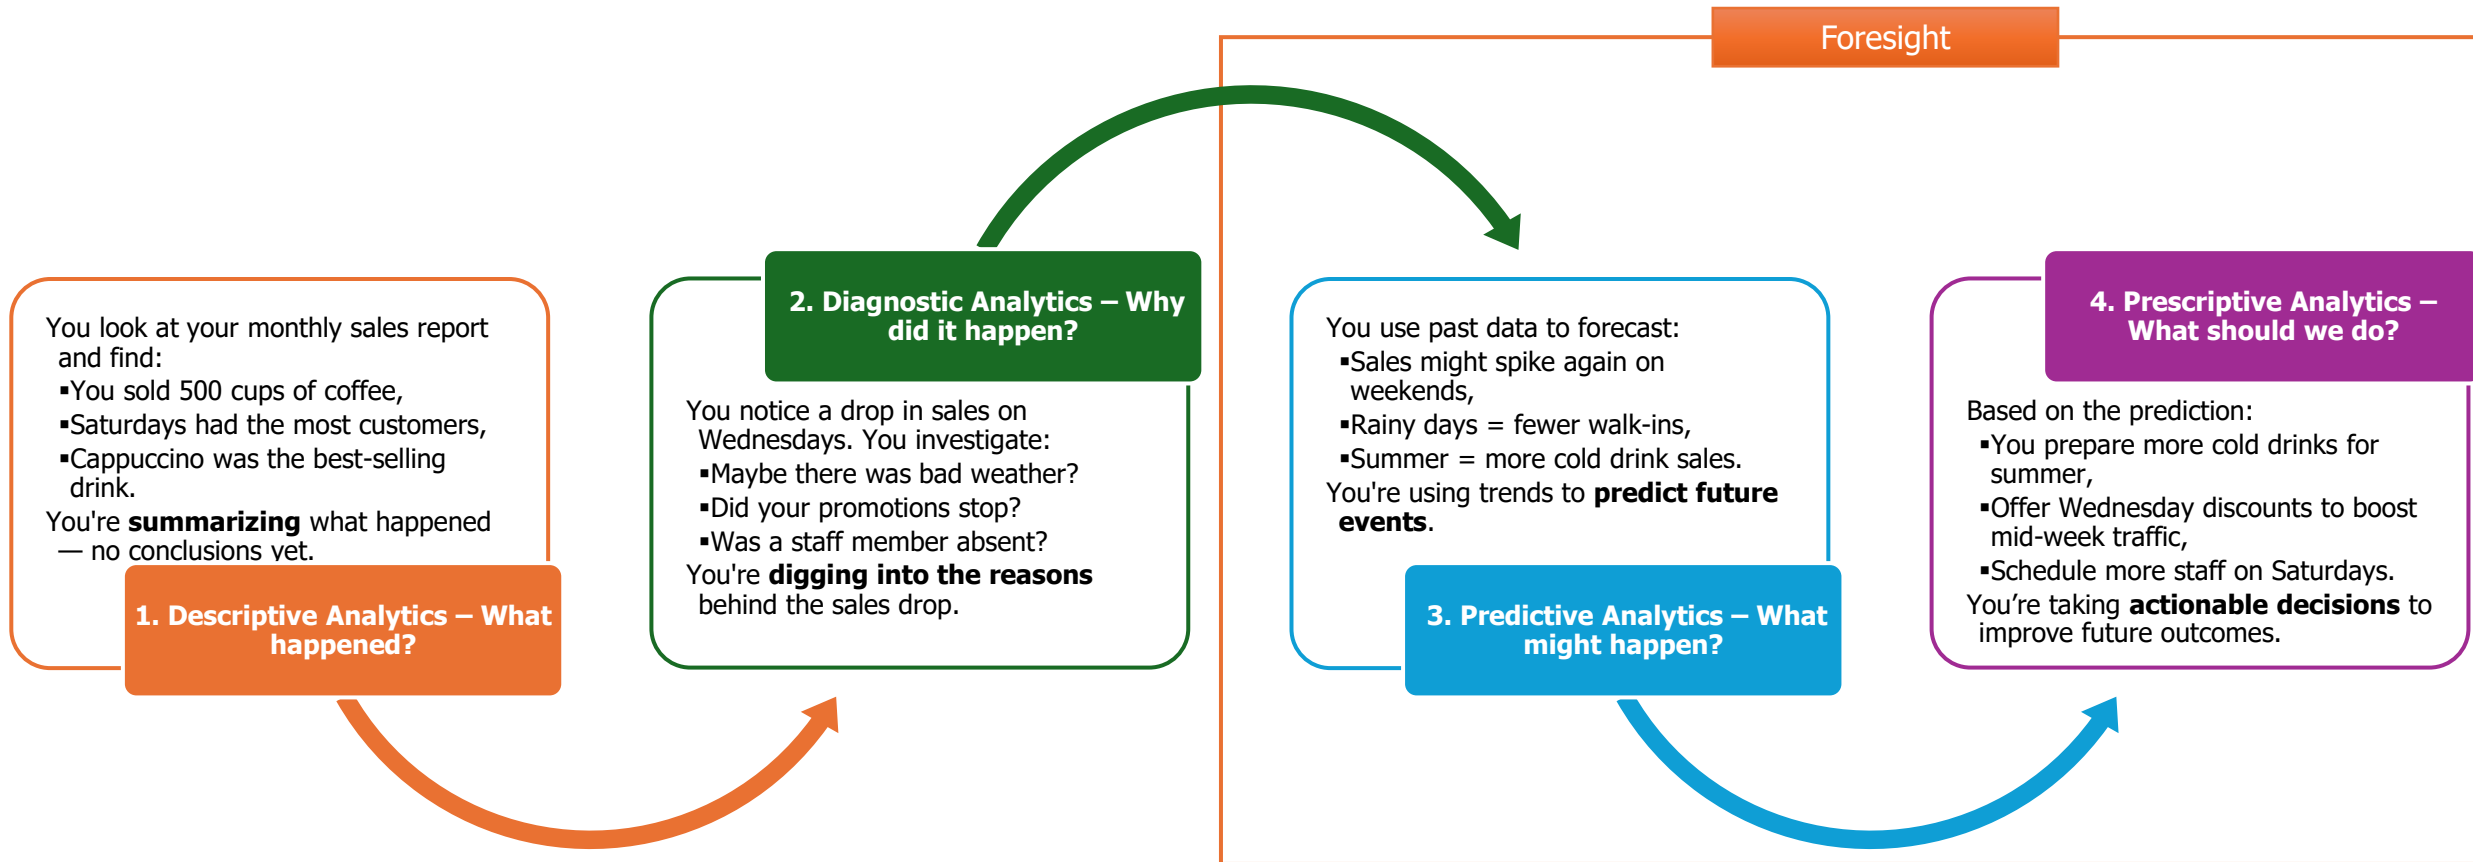 Foresight
You look at your monthly sales report
and find:
▪You sold 500 cups of coffee,
▪Saturdays had the most customers,
▪Cappuccino was the best-selling
drink.
You're summarizing what happened
— no conclusions yet.
1. Descriptive Analytics – What
happened?
2. Diagnostic Analytics – Why
did it happen?
You notice a drop in sales on
Wednesdays. You investigate:
▪Maybe there was bad weather?
▪Did your promotions stop?
▪Was a staff member absent?
You're digging into the reasons
behind the sales drop.
You use past data to forecast:
▪Sales might spike again on
weekends,
▪Rainy days = fewer walk-ins,
▪Summer = more cold drink sales.
You're using trends to predict future
events.
3. Predictive Analytics – What
might happen?
4. Prescriptive Analytics –
What should we do?
Based on the prediction:
▪You prepare more cold drinks for
summer,
▪Offer Wednesday discounts to boost
mid-week traffic,
▪Schedule more staff on Saturdays.
You’re taking actionable decisions to
improve future outcomes.